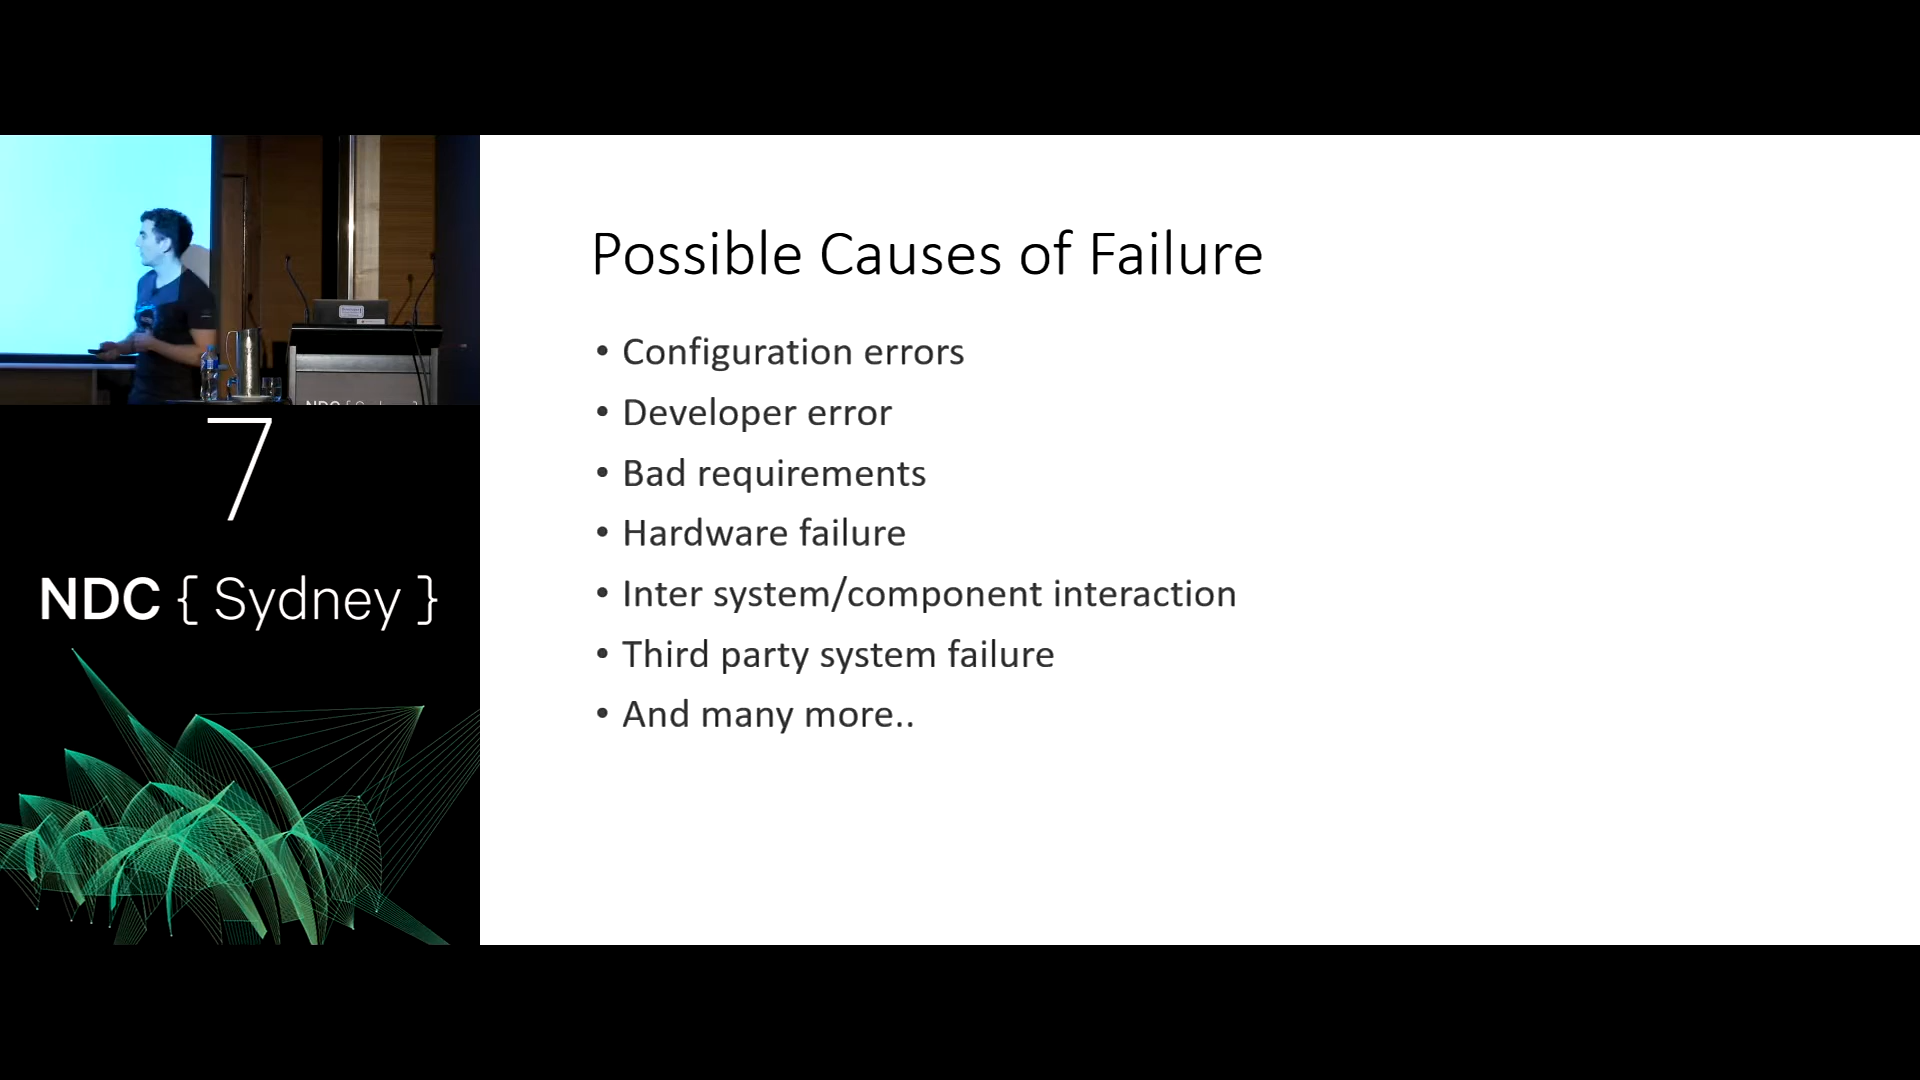 Possible Causes of Failure
• Configuration errors
• Developer error
• Bad requirements
• Hardware failure
• Inter system/component interaction
• Third party system failure
• And many more..
7
NDC { Sydney }